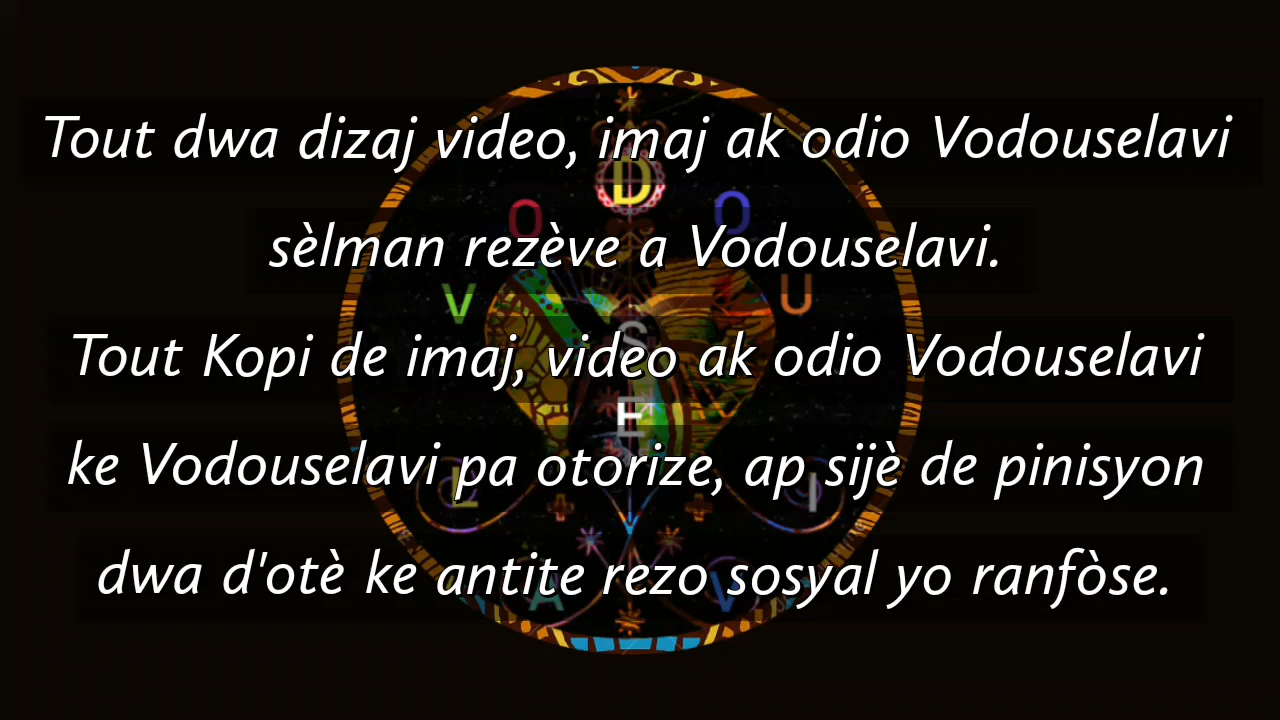 Tout dwa dizaj video, imaj ak odio Vodouselavi
sèlman rezève a Vodouselavi.
Tout Kopi de imaj, video ak odio Vodouselavi
ke Vodouselavi pa otorize, ap sijè de pinisyon
dwa d'otè ke antite rezo sosyal yo ranfòse.
V O D O U
S
E
L A V I